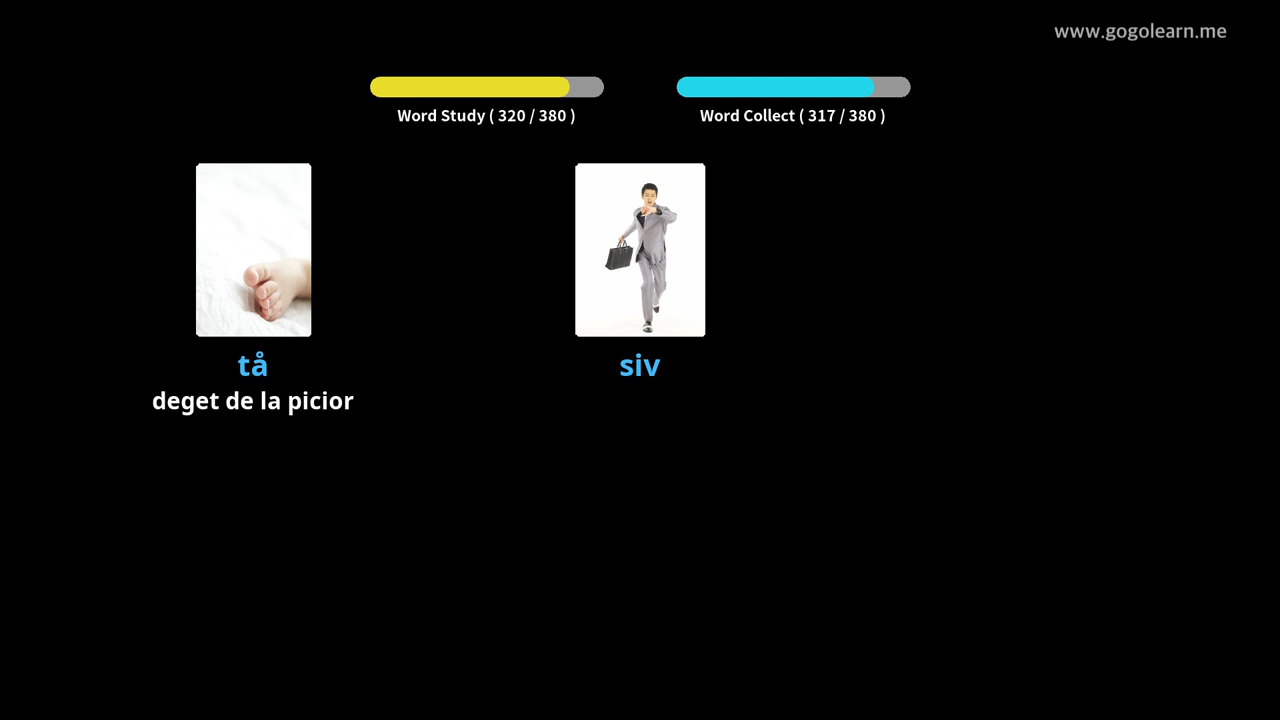 www.gogolearn.me
Word Study ( 320 / 380 )
Word Collect ( 317 / 380 )
tå
deget de la picior
siv